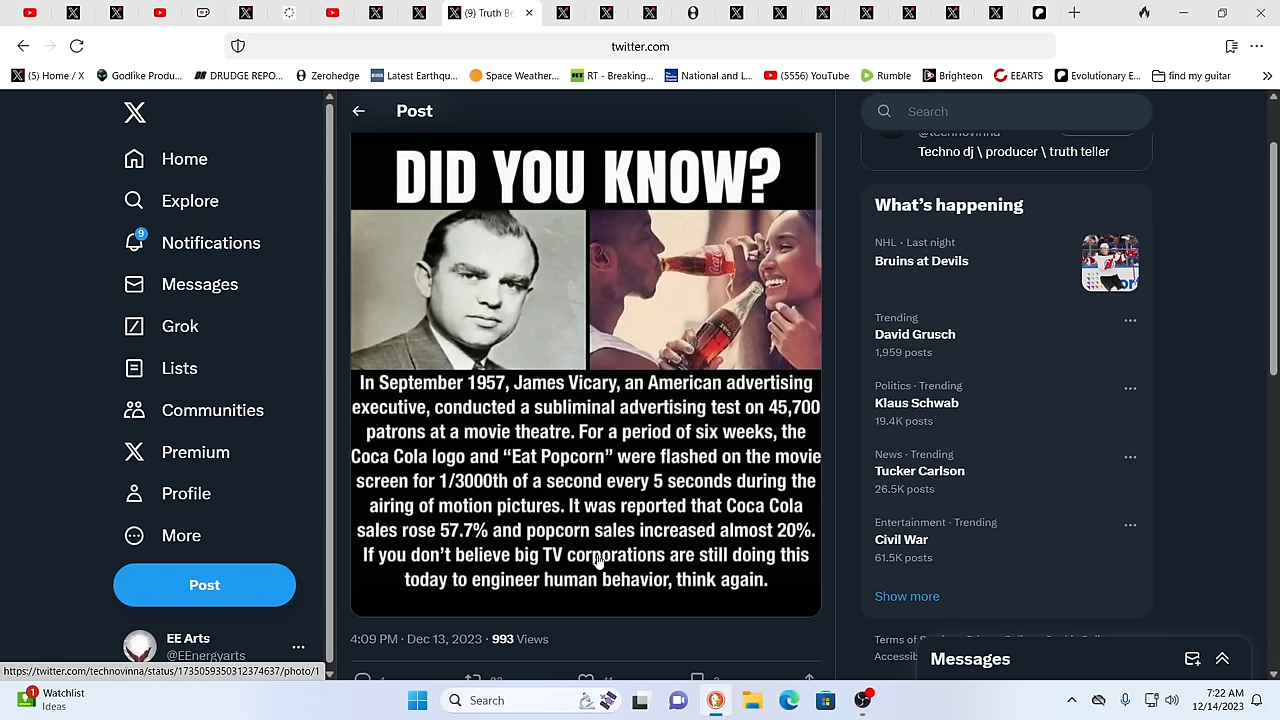 (9) Truth Be
twitter.com
(5) Home / X
Godlike Produ...
DRUDGE REPO...
Zerohedge
Latest Earthqu...
Space Weather...
RT - Breaking...
National and L...
(5556) YouTube
Rumble
Brighteon
EEARTS
Evolutionary E...
find my guitar
Home
Explore
9
Notifications
Messages
Grok
Lists
Communities
Premium
Profile
More
Post
EE Arts
@EEnergyarts
https://twitter.com/technovinna/status/1735059350312374637/photo/1
Post
DID YOU KNOW?
In September 1957, James Vicary, an American advertising
executive, conducted a subliminal advertising test on 45,700
patrons at a movie theatre. For a period of six weeks, the
Coca Cola logo and “Eat Popcorn” were flashed on the movie
screen for 1/3000th of a second every 5 seconds during the
airing of motion pictures. It was reported that Coca Cola
sales rose 57.7% and popcorn sales increased almost 20%.
If you don’t believe big TV corporations are still doing this
today to engineer human behavior, think again.
4:09 PM · Dec 13, 2023 · 993 Views
Search
@technovinna
Techno dj \ producer \ truth teller
What’s happening
NHL · Last night
Bruins at Devils
Trending
David Grusch
1,959 posts
Politics · Trending
Klaus Schwab
19.4K posts
News · Trending
Tucker Carlson
26.5K posts
Entertainment · Trending
Civil War
61.5K posts
Show more
Terms of
Messages
1
Watchlist
Ideas
Search
7:22 AM
12/14/2023